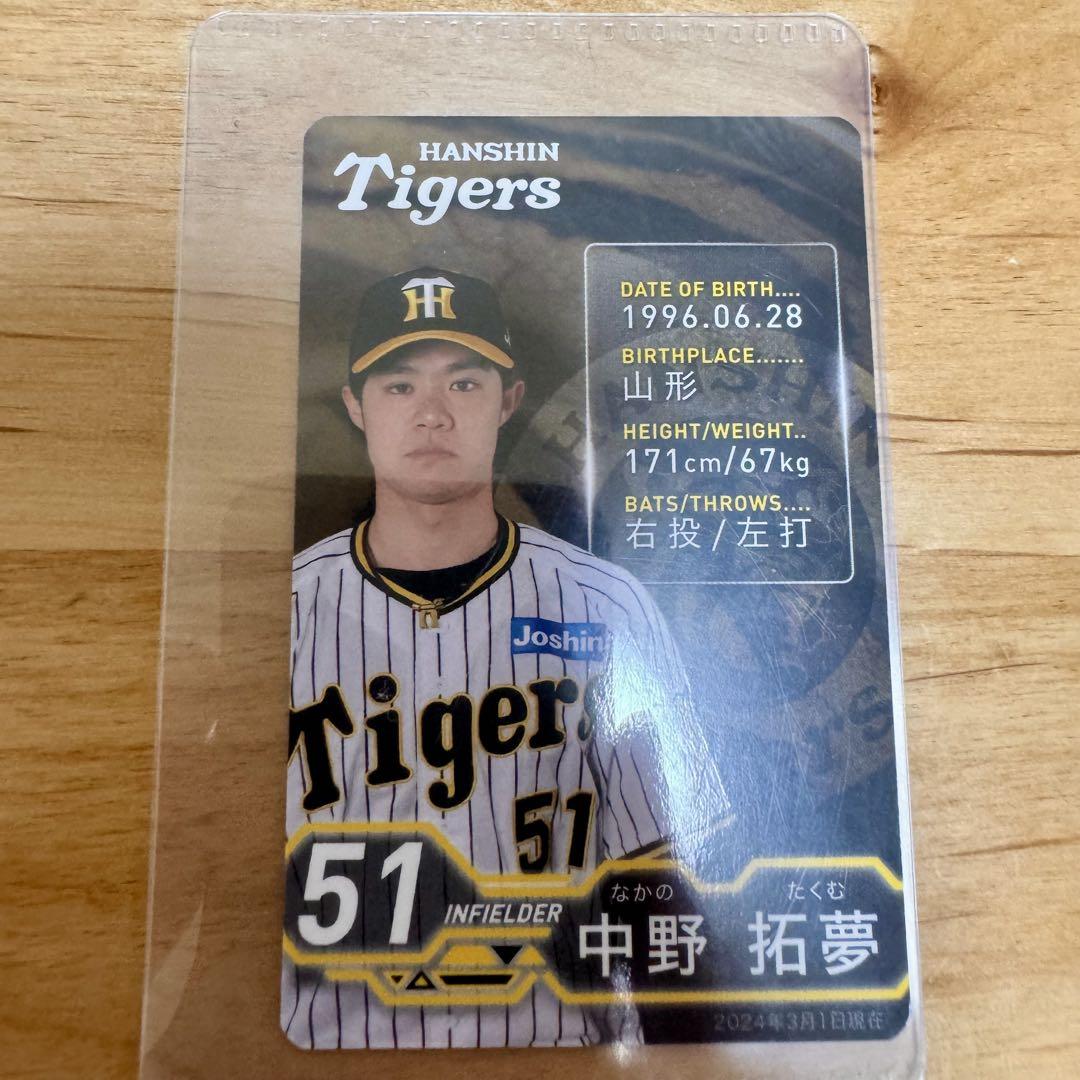 HANSHIN
Tigers
DATE OF BIRTH....
1996.06.28
BIRTHPLACE.......
山形
HEIGHT/WEIGHT..
171cm/67kg
BATS/THROWS....
右投/左打
Joshin
Tigers
51
51
INFIELDER
なかの たくむ
中野 拓夢
2024年3月1日現在